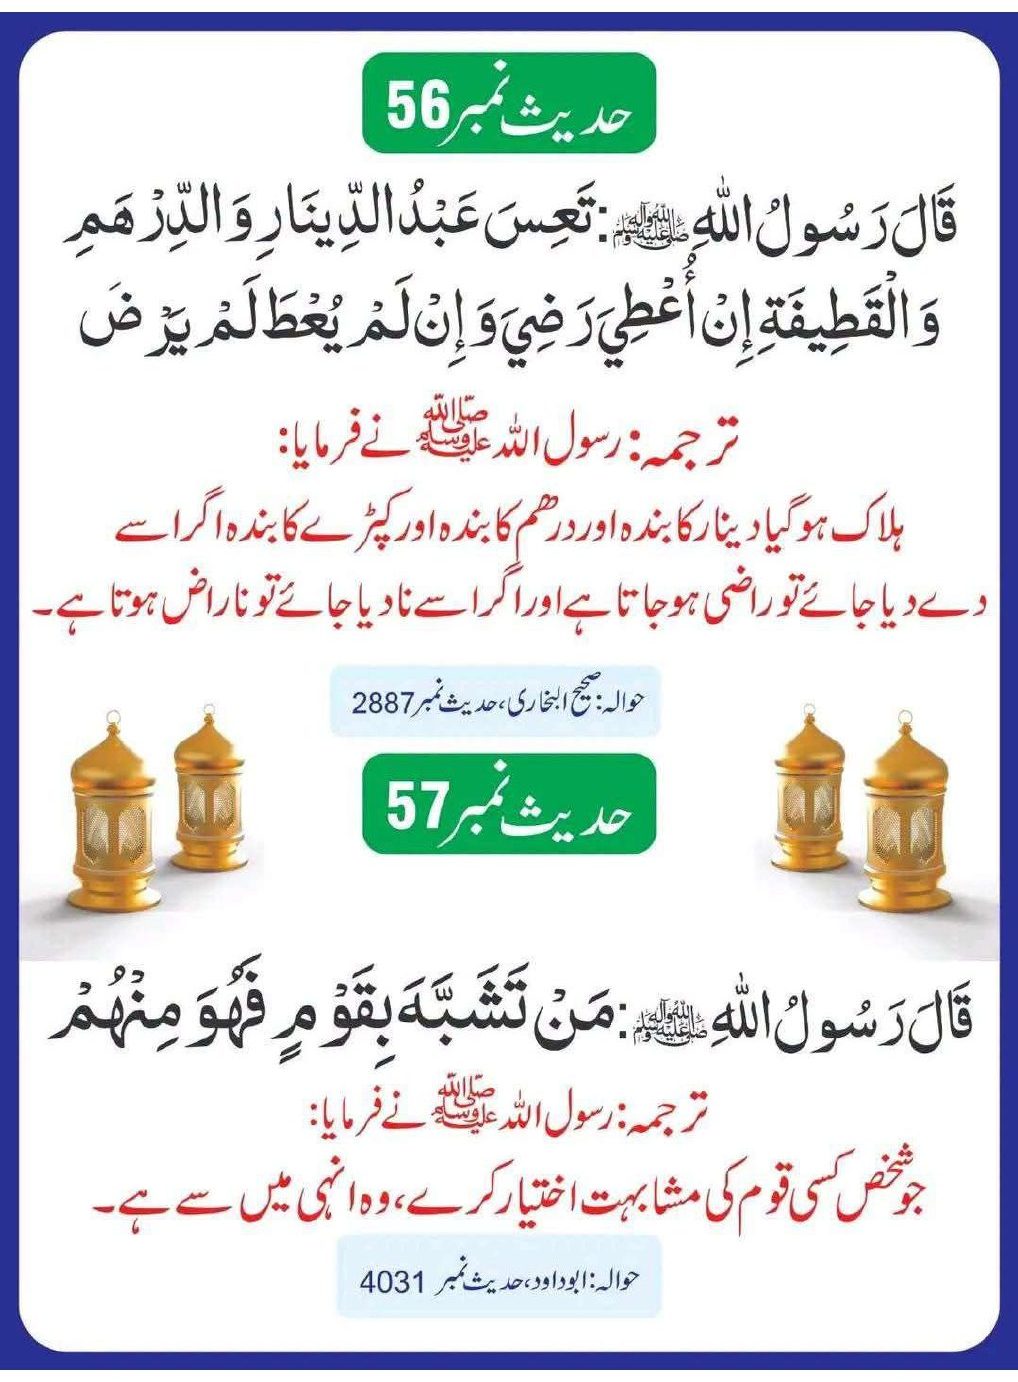 حدیث نمبر 56
قَالَ رَسُولُ اللّٰهِ صلى الله عليه وآله وسلم: تَعِسَ عَبْدُ الدِّينَارِ وَالدِّرْهَمِ
وَالْقَطِيفَةِ إِنْ أُعْطِيَ رَضِيَ وَإِنْ لَمْ يُعْطَ لَمْ يَرْضَ
ترجمہ: رسول اللہ ﷺ نے فرمایا:
ہلاک ہوگیا دینار کا بندہ اور درھم کا بندہ اور کپڑے کا بندہ اگر اسے
دے دیا جائے تو راضی ہو جاتا ہے اور اگر اسے نا دیا جائے تو ناراض ہوتا ہے۔
حوالہ: صحیح البخاری، حدیث نمبر 2887
حدیث نمبر 57
قَالَ رَسُولُ اللّٰهِ صلى الله عليه وآله وسلم: مَنْ تَشَبَّهَ بِقَوْمٍ فَهُوَ مِنْهُمْ
ترجمہ: رسول اللہ ﷺ نے فرمایا:
جو شخص کسی قوم کی مشابہت اختیار کرے، وہ انہی میں سے ہے۔
حوالہ: ابوداود، حدیث نمبر 4031